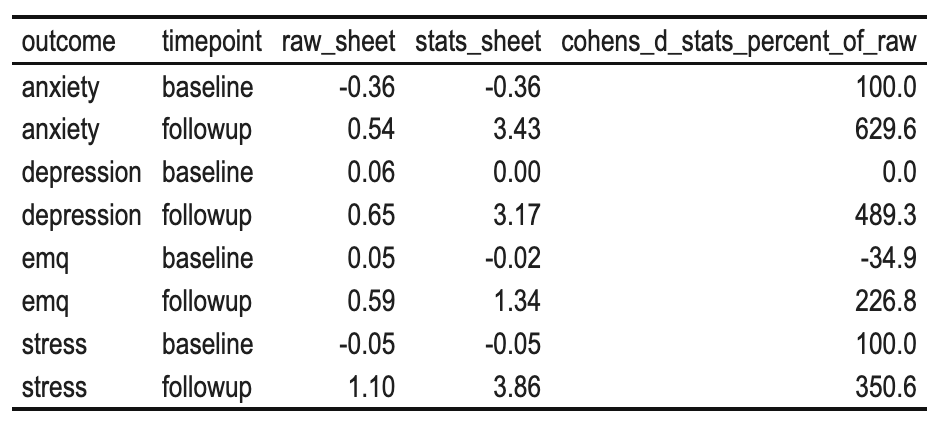 outcome timepoint raw_sheet stats_sheet cohens_d_stats_percent_of_raw
anxiety baseline -0.36 -0.36 100.0
anxiety followup 0.54 3.43 629.6
depression baseline 0.06 0.00 0.0
depression followup 0.65 3.17 489.3
emq baseline 0.05 -0.02 -34.9
emq followup 0.59 1.34 226.8
stress baseline -0.05 -0.05 100.0
stress followup 1.10 3.86 350.6